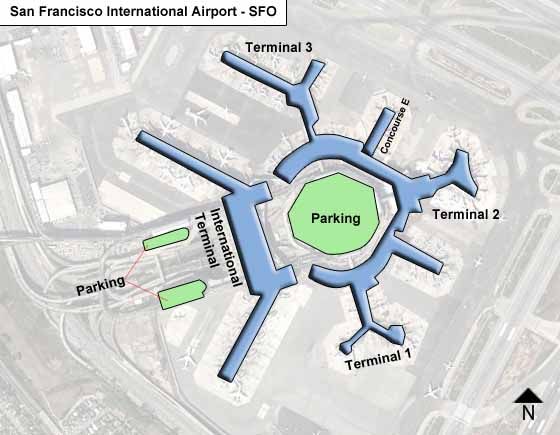 San Francisco International Airport - SFO
Terminal 3
Concourse E
Terminal 2
Parking
International
Terminal
Parking
Terminal 1
N